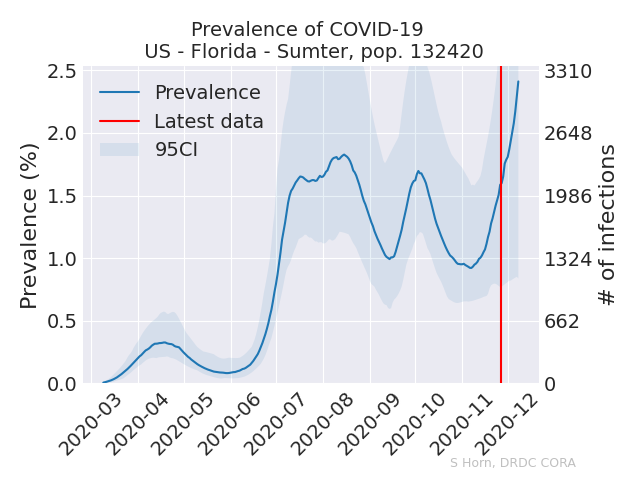 Prevalence of COVID-19
US - Florida - Sumter, pop. 132420
Prevalence
Latest data
95CI
Prevalence (%)
2.5
2.0
1.5
1.0
0.5
0.0
3310
2648
1986
1324
662
0
# of infections
2020-03
2020-04
2020-05
2020-06
2020-07
2020-08
2020-09
2020-10
2020-11
2020-12
S Horn, DRDC CORA